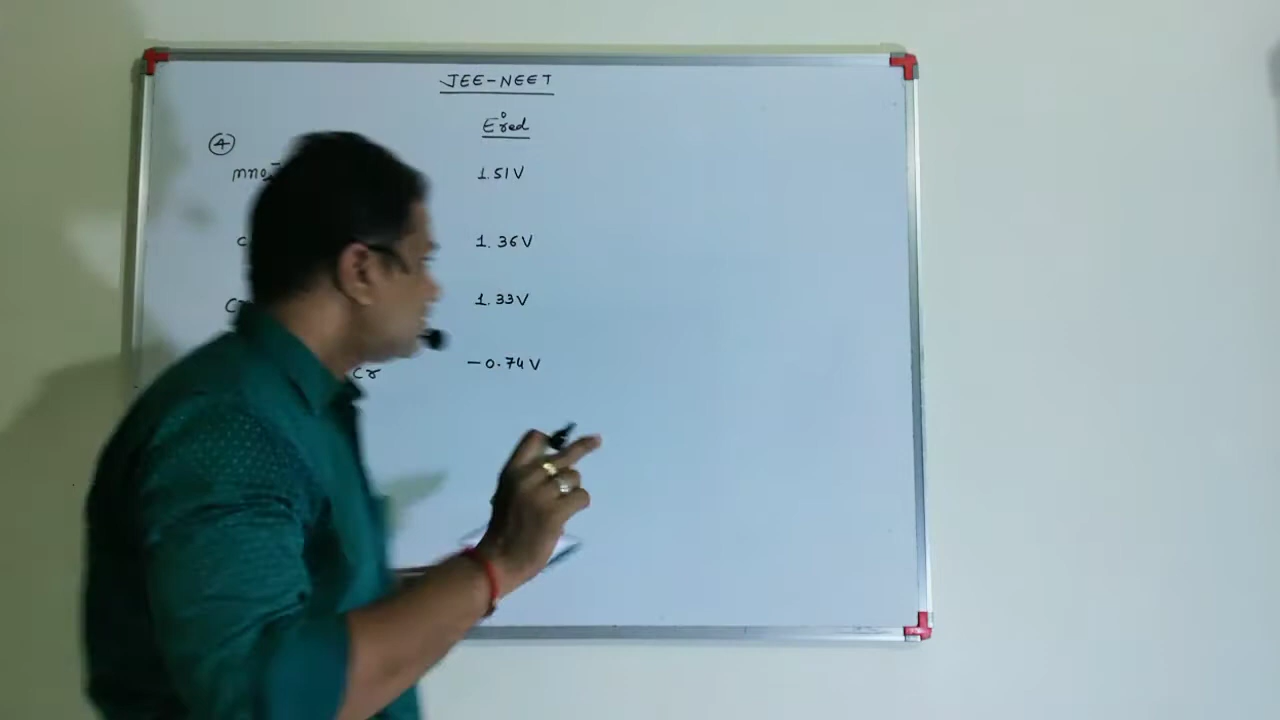 JEE-NEET
E°red
④
mno₄⁻ 1.51V
1.36V
1.33V
Cr -0.74V